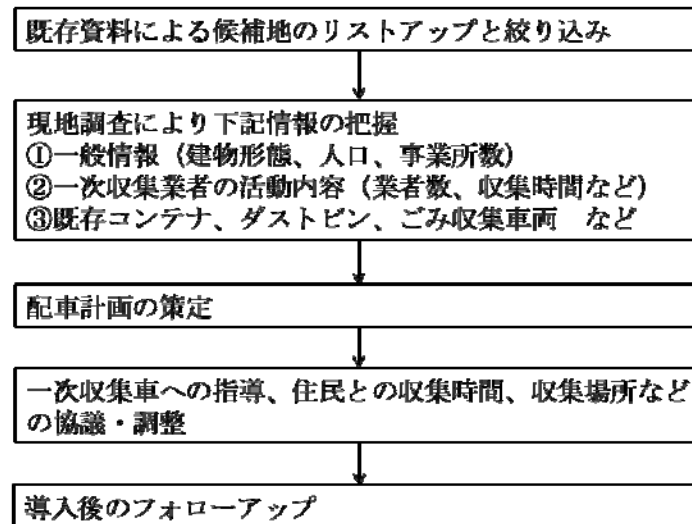 既存資料による候補地のリストアップと絞り込み
現地調査により下記情報の把握
①一般情報（建物形態、人口、事業所数）
②一次収集業者の活動内容（業者数、収集時間など）
③既存コンテナ、ダストビン、ごみ収集車画　など
配車計画の策定
一次収集車への指導、住民との収集時間、収集場所など
の協議・調整
導入後のフォローアップ